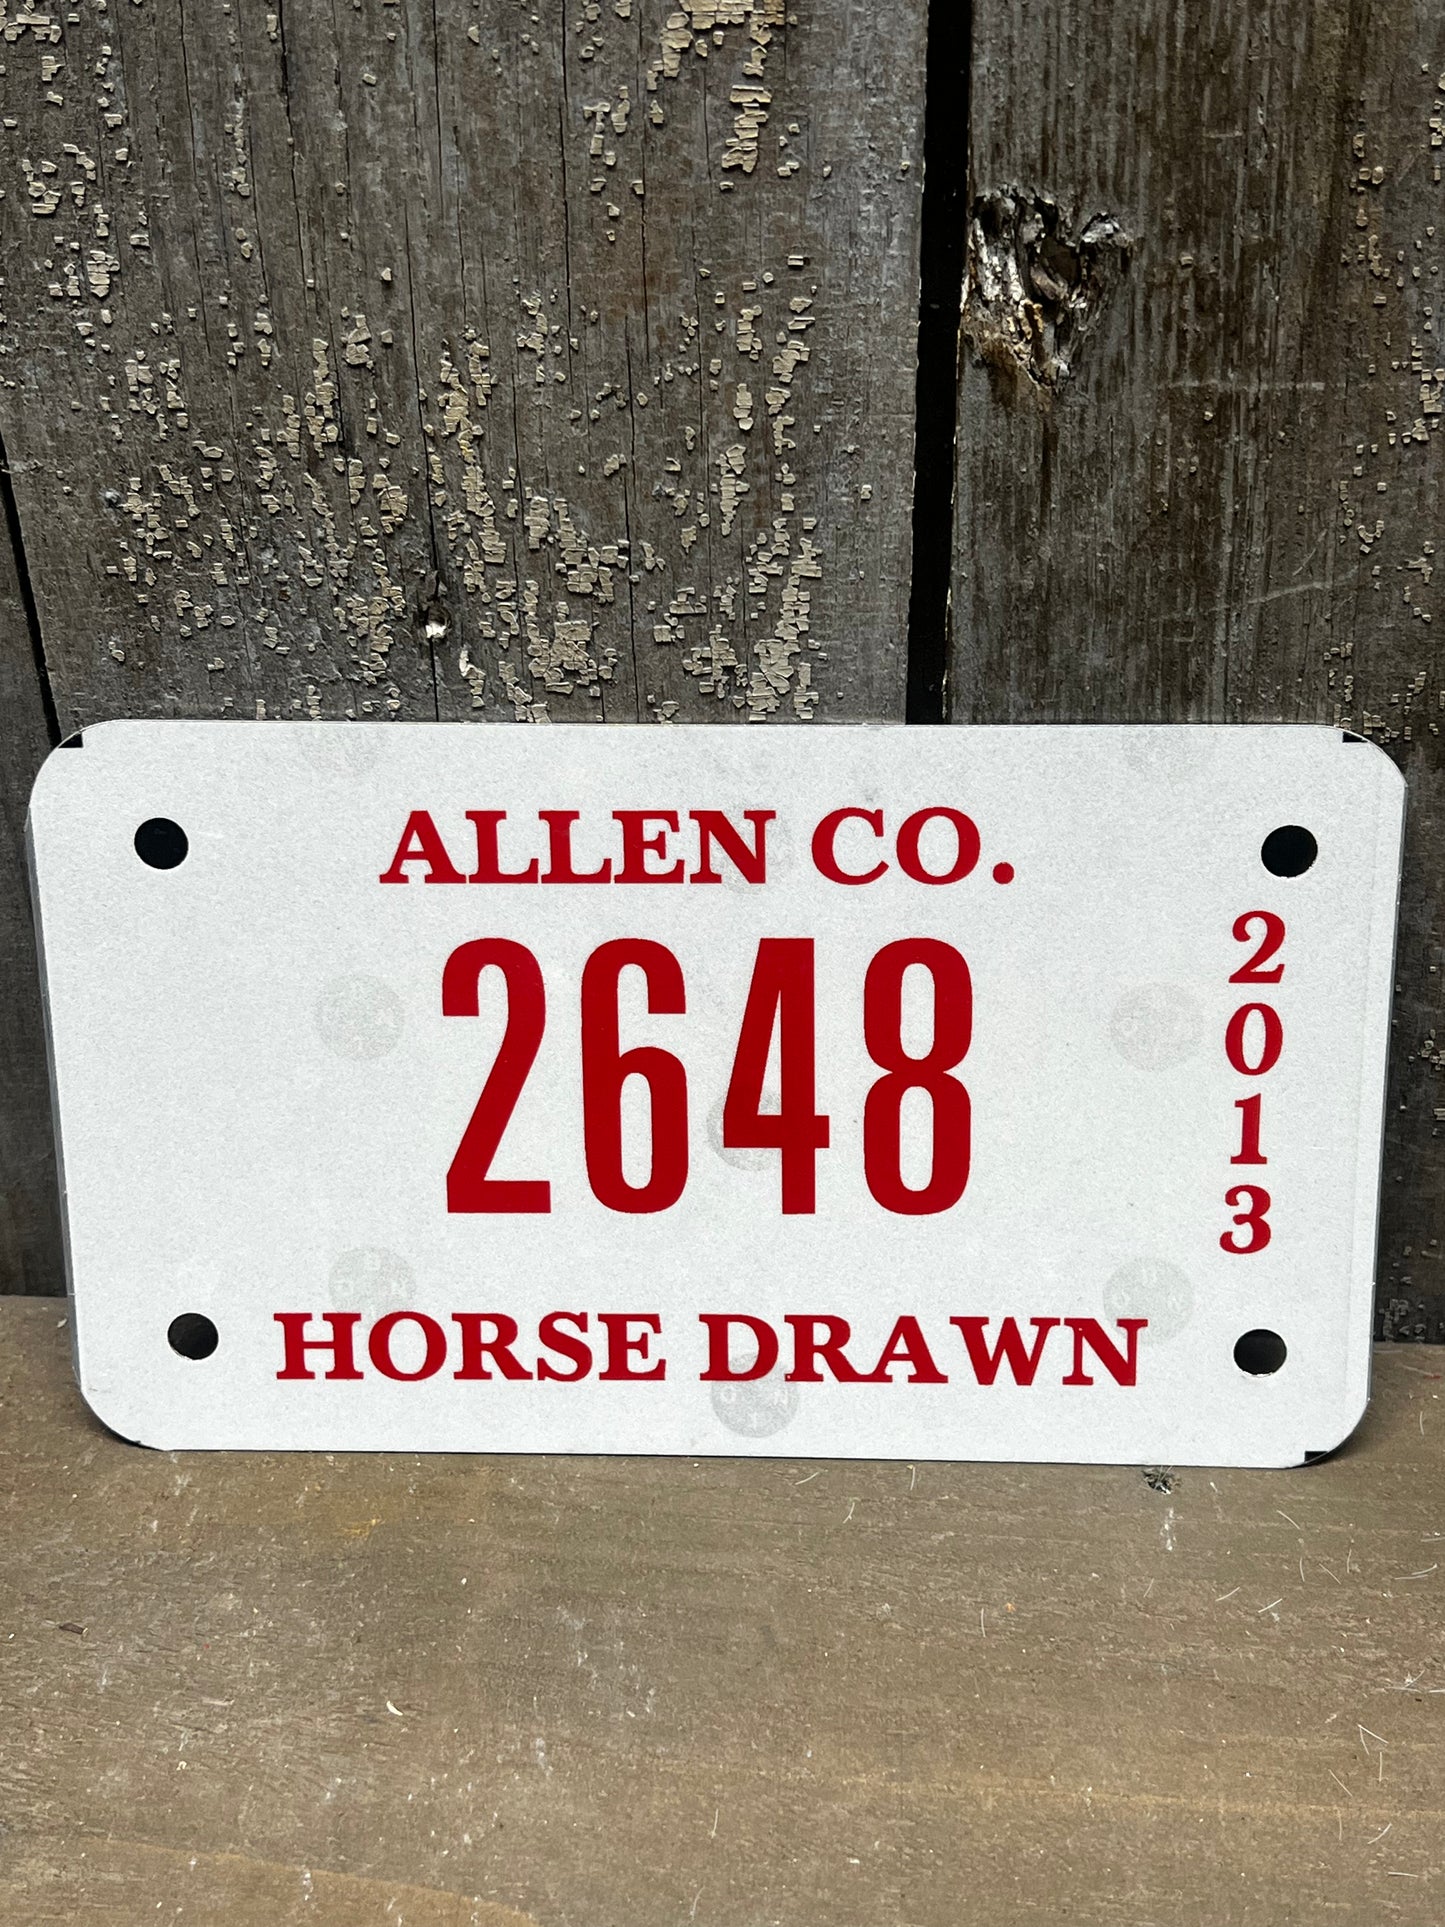 ALLEN CO.
2648
2013
HORSE DRAWN